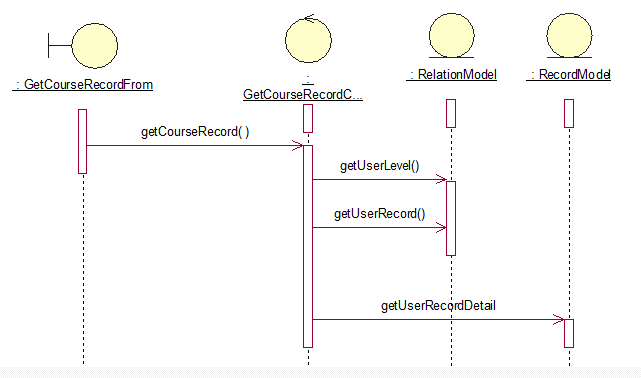 : GetCourseRecordFrom
:
GetCourseRecordC...
: RelationModel
: RecordModel
getCourseRecord( )
getUserLevel()
getUserRecord()
getUserRecordDetail